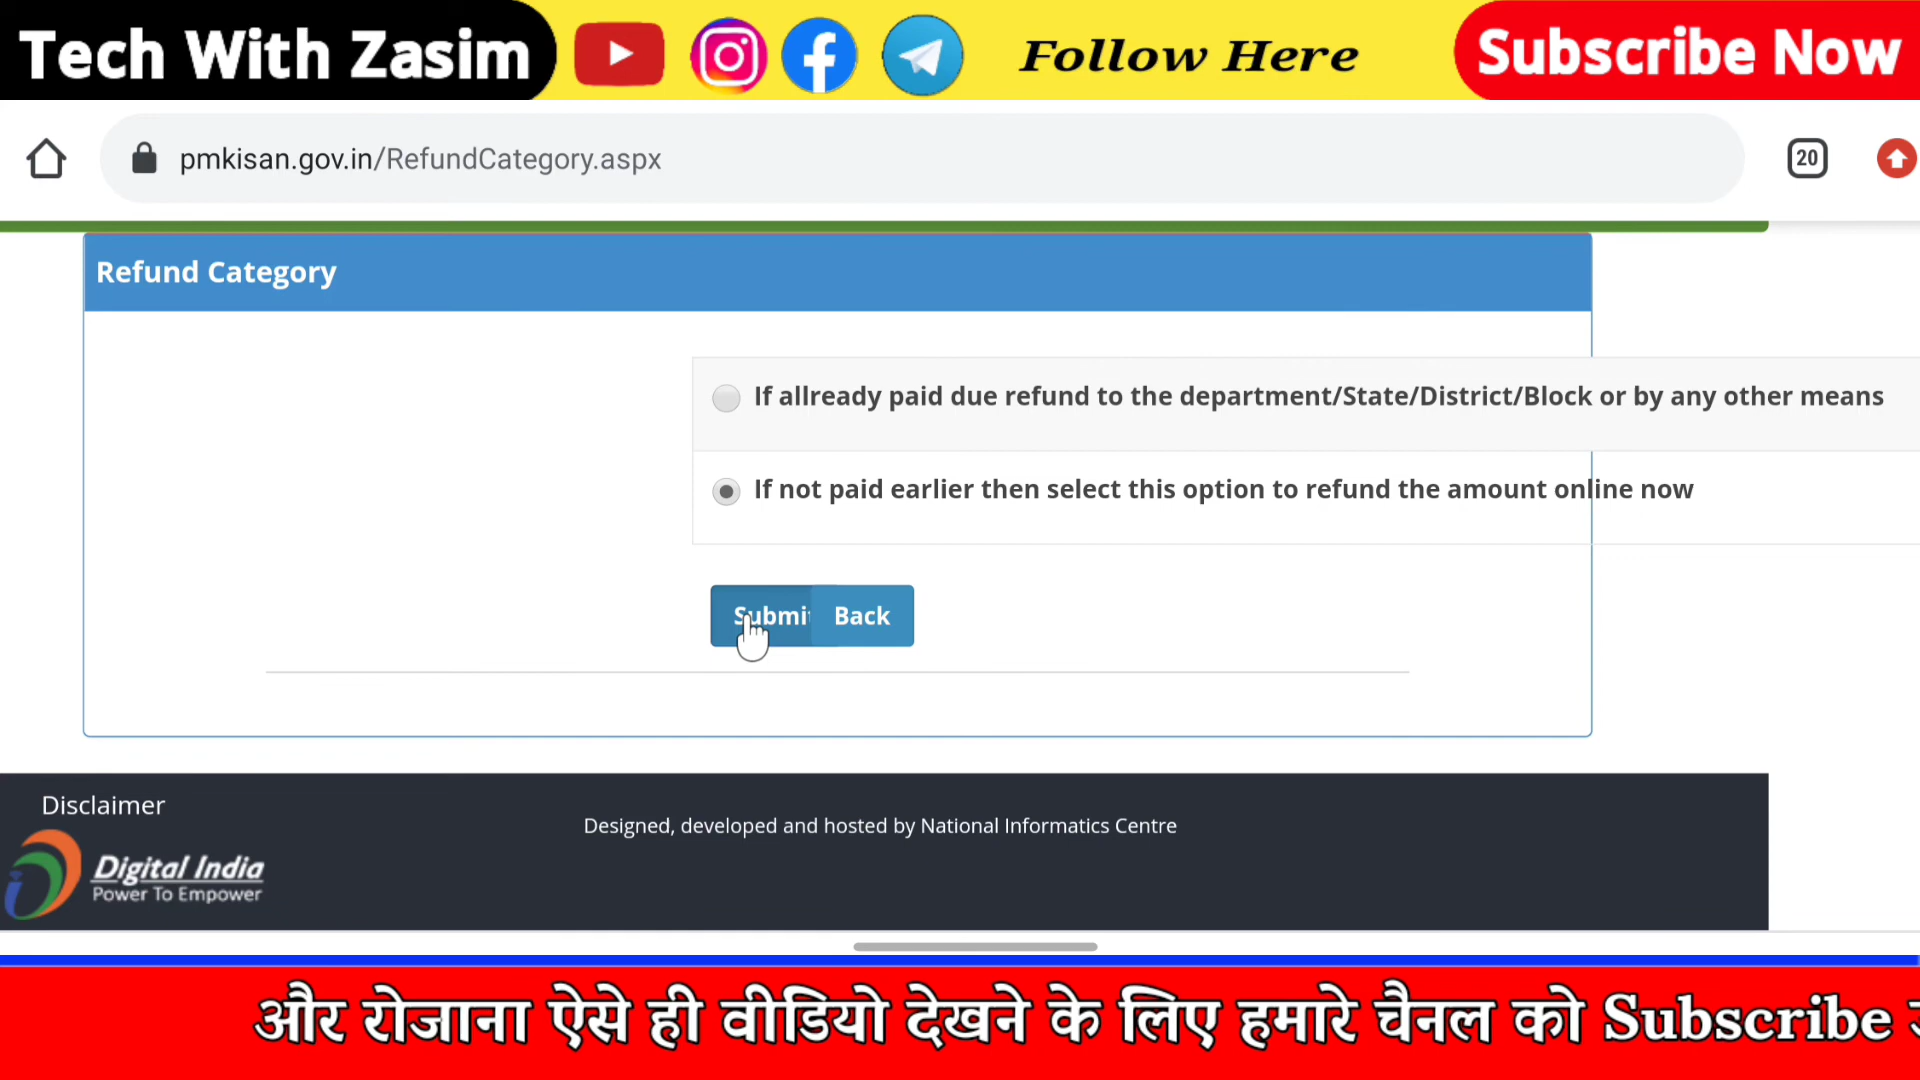 Tech With Zasim
Follow Here
Subscribe Now
pmkisan.gov.in/RefundCategory.aspx
20
Refund Category
If allready paid due refund to the department/State/District/Block or by any other means
If not paid earlier then select this option to refund the amount online now
Submit Back
Disclaimer
Designed, developed and hosted by National Informatics Centre
Digital India
Power To Empower
और रोजाना ऐसे ही वीडियो देखने के लिए हमारे चैनल को Subscribe